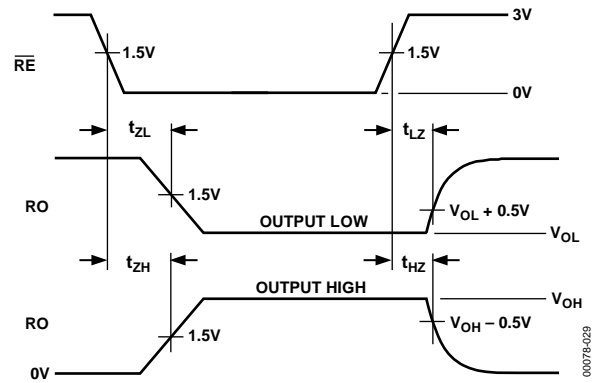 3V
RE
1.5V
1.5V
0V
tZL
tLZ
RO
1.5V
OUTPUT LOW
VOL + 0.5V
VOL
tZH
tHZ
OUTPUT HIGH
VOH
RO
1.5V
VOH – 0.5V
0V
00078-029